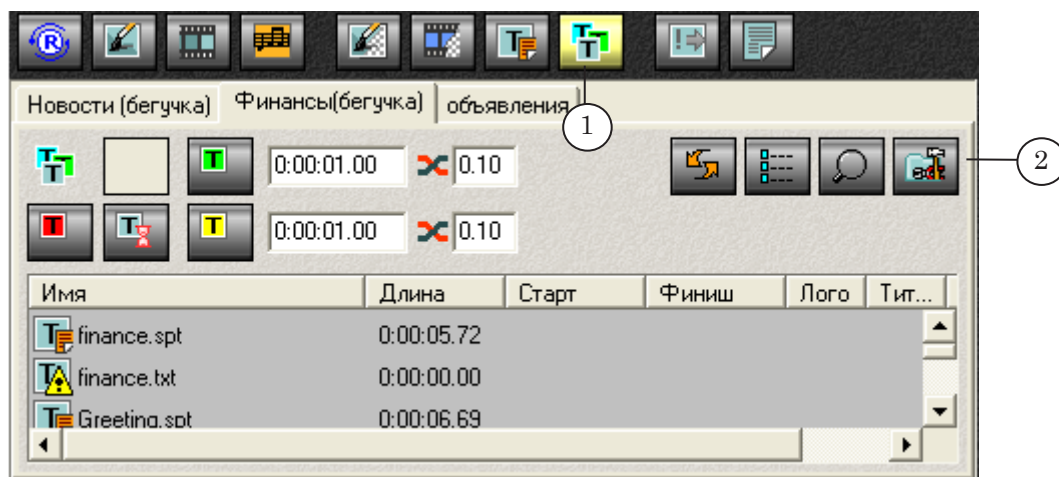 R T T T T
Новости (бегучка) Финансы(бегучка) объявления
1
T T T T 0:00:01.00 0.10 edit
2
T T T 0:00:01.00 0.10
Имя Длина Старт Финиш Лого Тит...
finance.spt 0:00:05.72
finance.txt 0:00:00.00
Greeting.spt 0:00:06.69